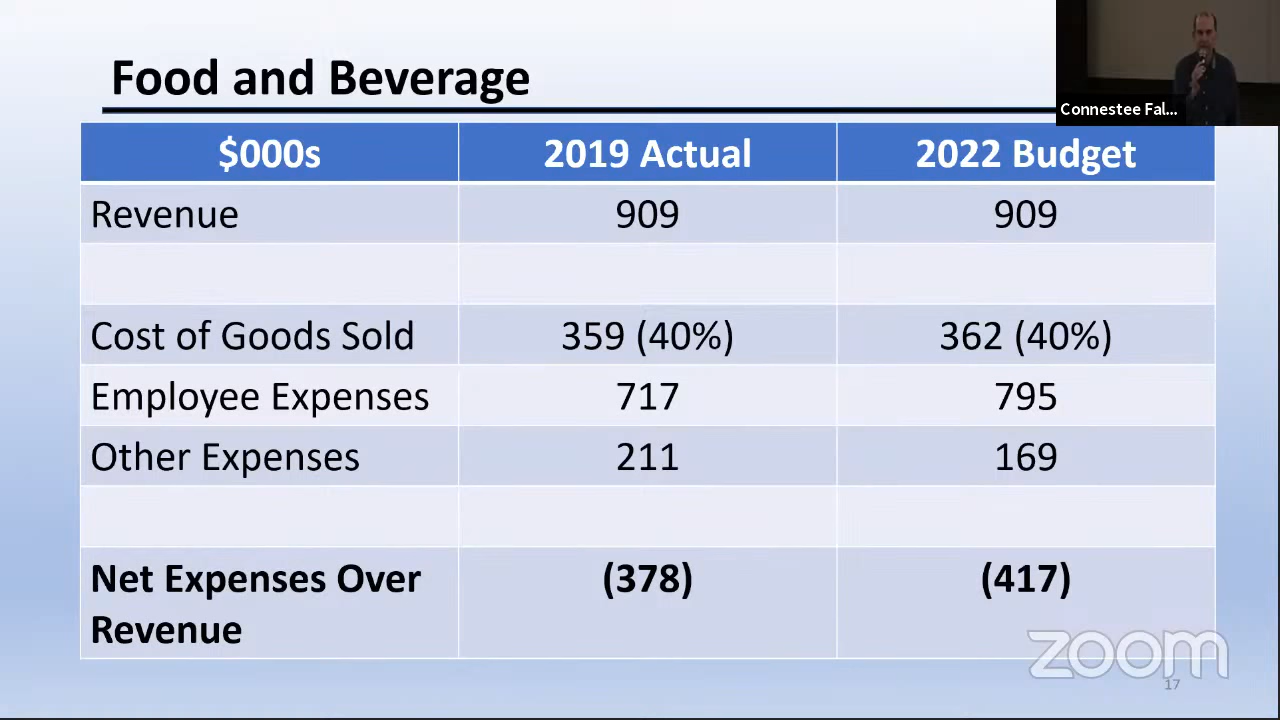 Food and Beverage
Connestee Fal...
$000s 2019 Actual 2022 Budget
Revenue 909 909
Cost of Goods Sold 359 (40%) 362 (40%)
Employee Expenses 717 795
Other Expenses 211 169
Net Expenses Over (378) (417)
Revenue
zoom
17